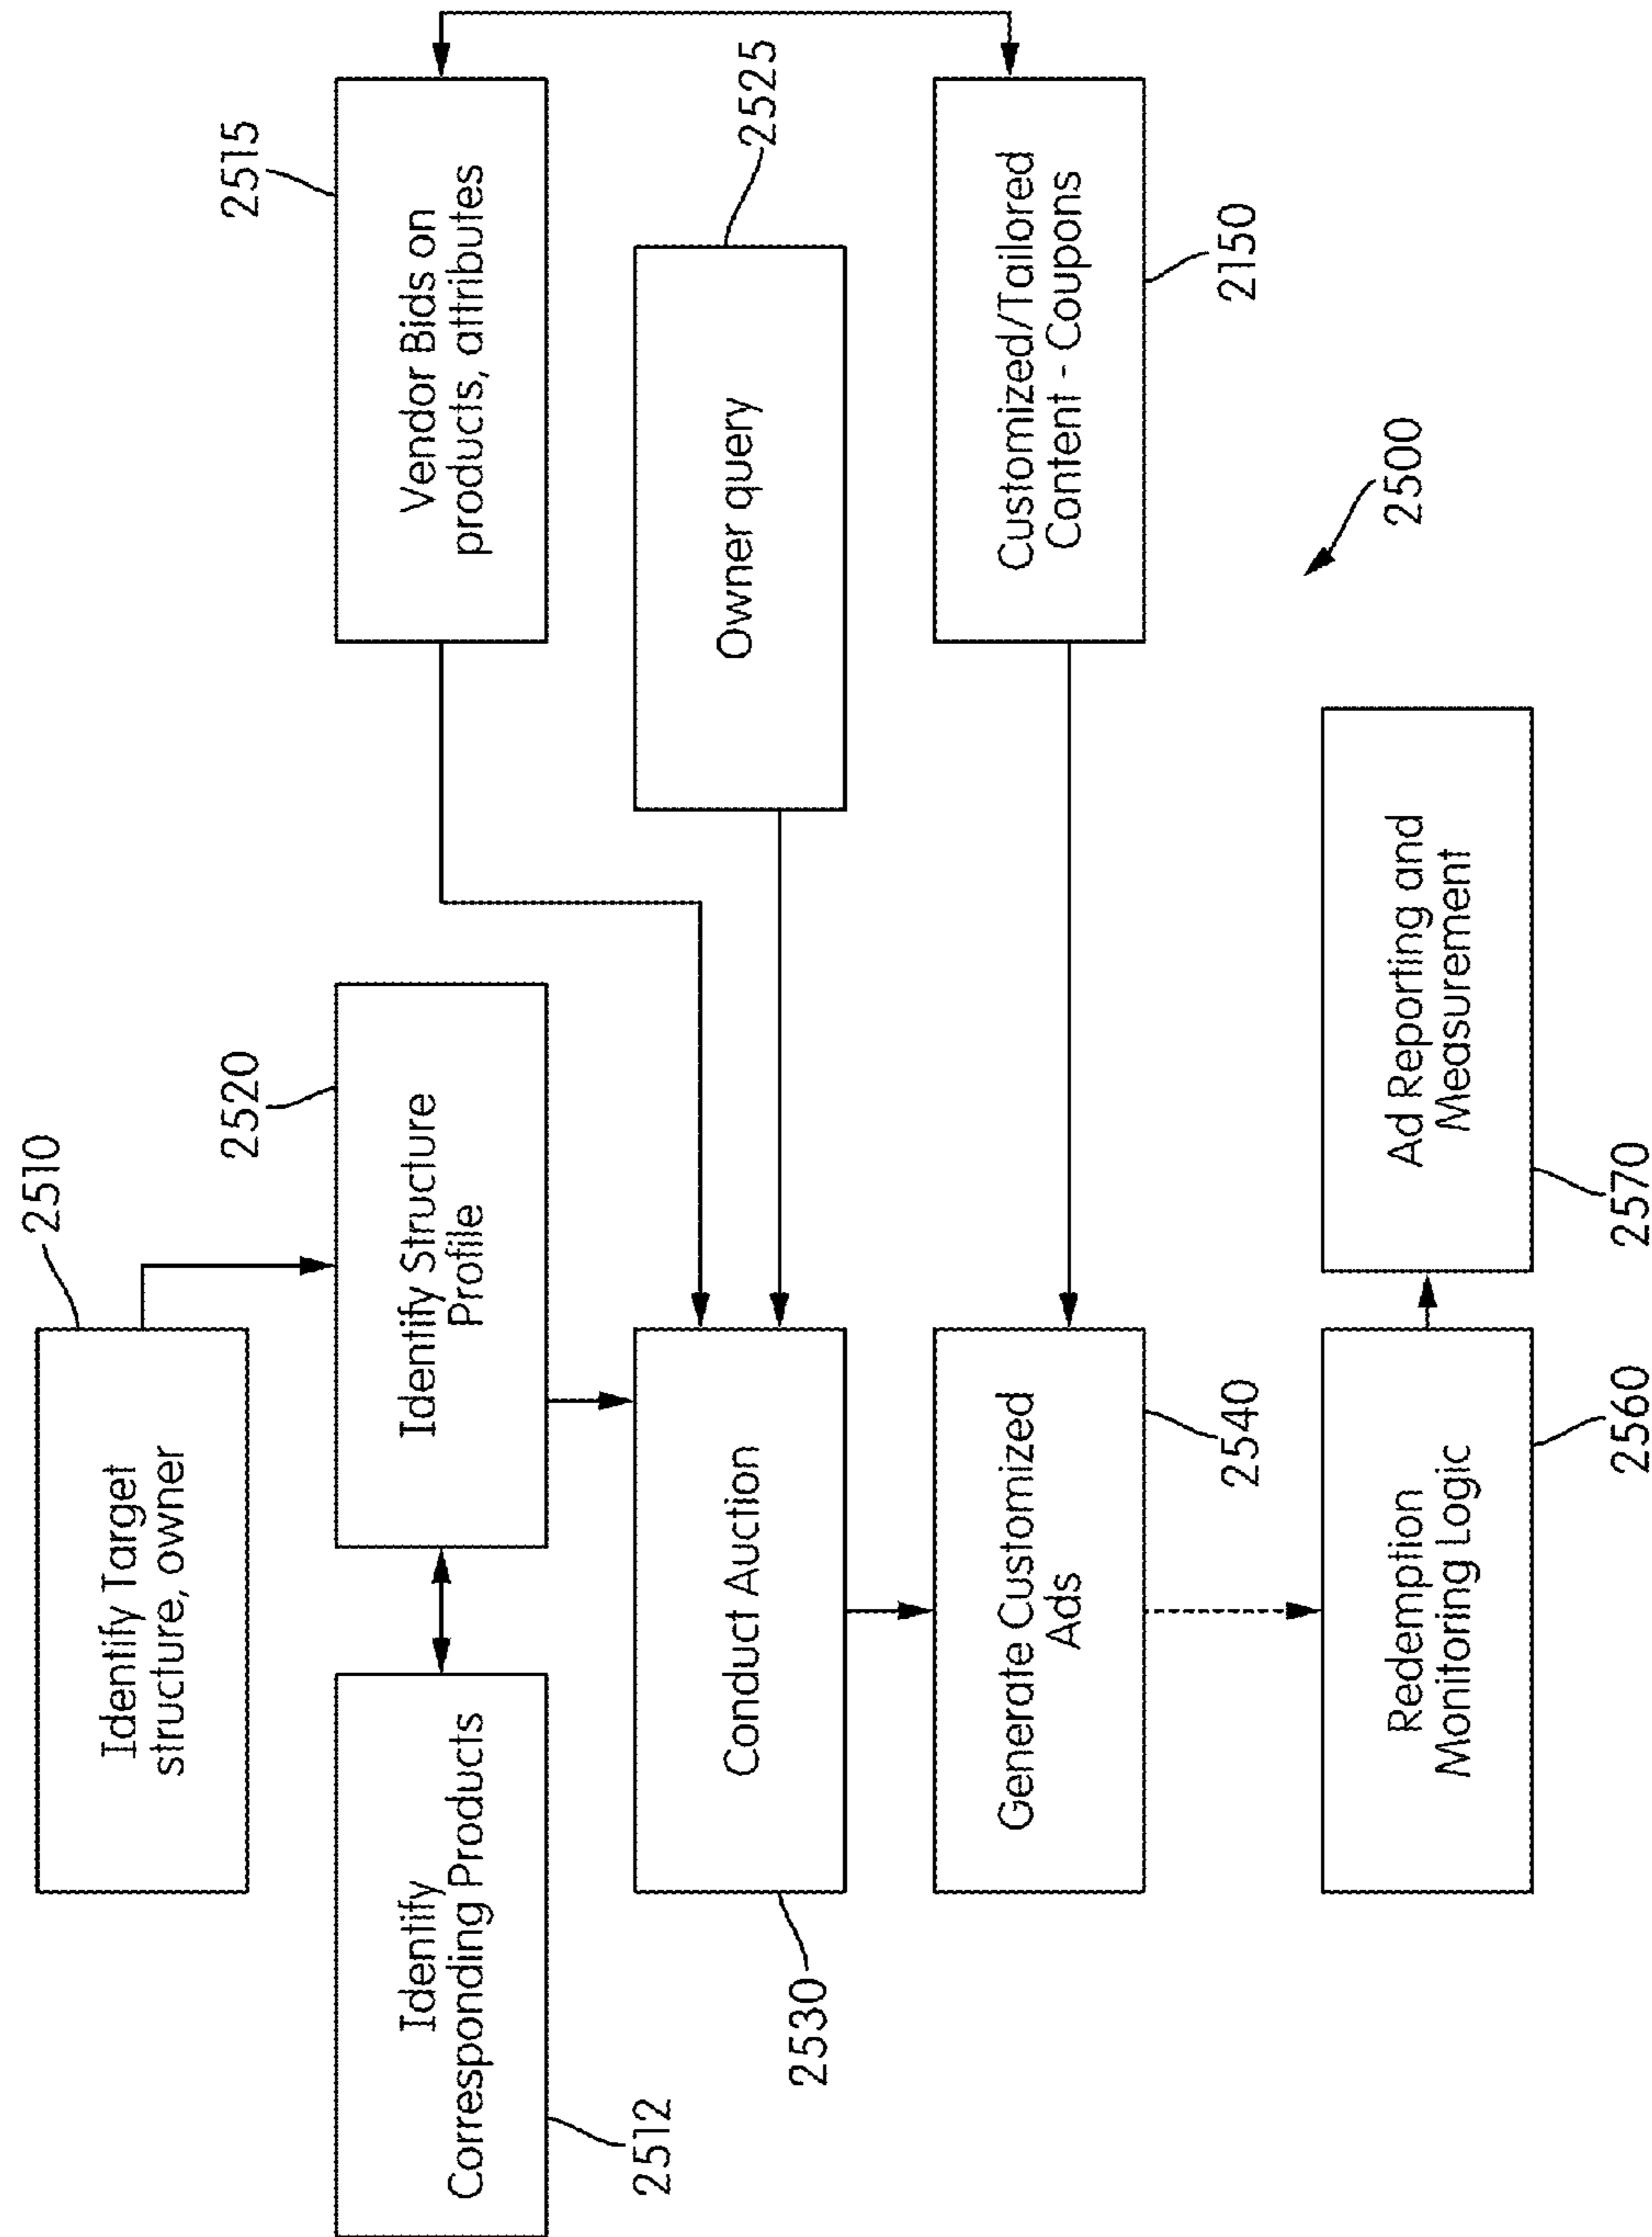 2510
Identify Target
structure, owner
2512
Identify
Corresponding Products
2520
Identify Structure
Profile
2515
Vendor Bids on
products, attributes
2530
Conduct Auction
2525
Owner query
2540
Generate Customized
Ads
2150
Customized/Tailored
Content - Coupons
2560
Redemption
Monitoring Logic
2570
Ad Reporting and
Measurement
2500